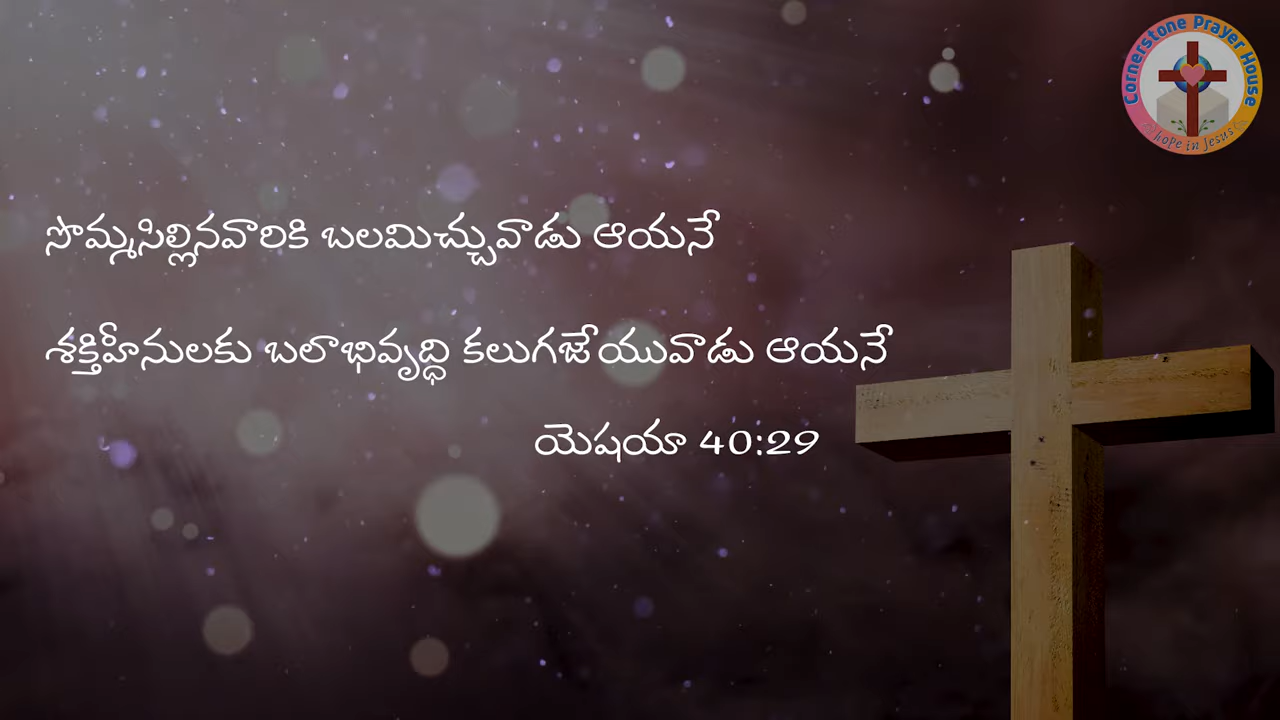 Cornerstone Prayer House
hope in Jesus
సొమ్మసిల్లినవారికి బలమిచ్చువాడు ఆయనే
శక్తిహీనులకు బలాభివృద్ధి కలుగజేయువాడు ఆయనే
యెషయా 40:29